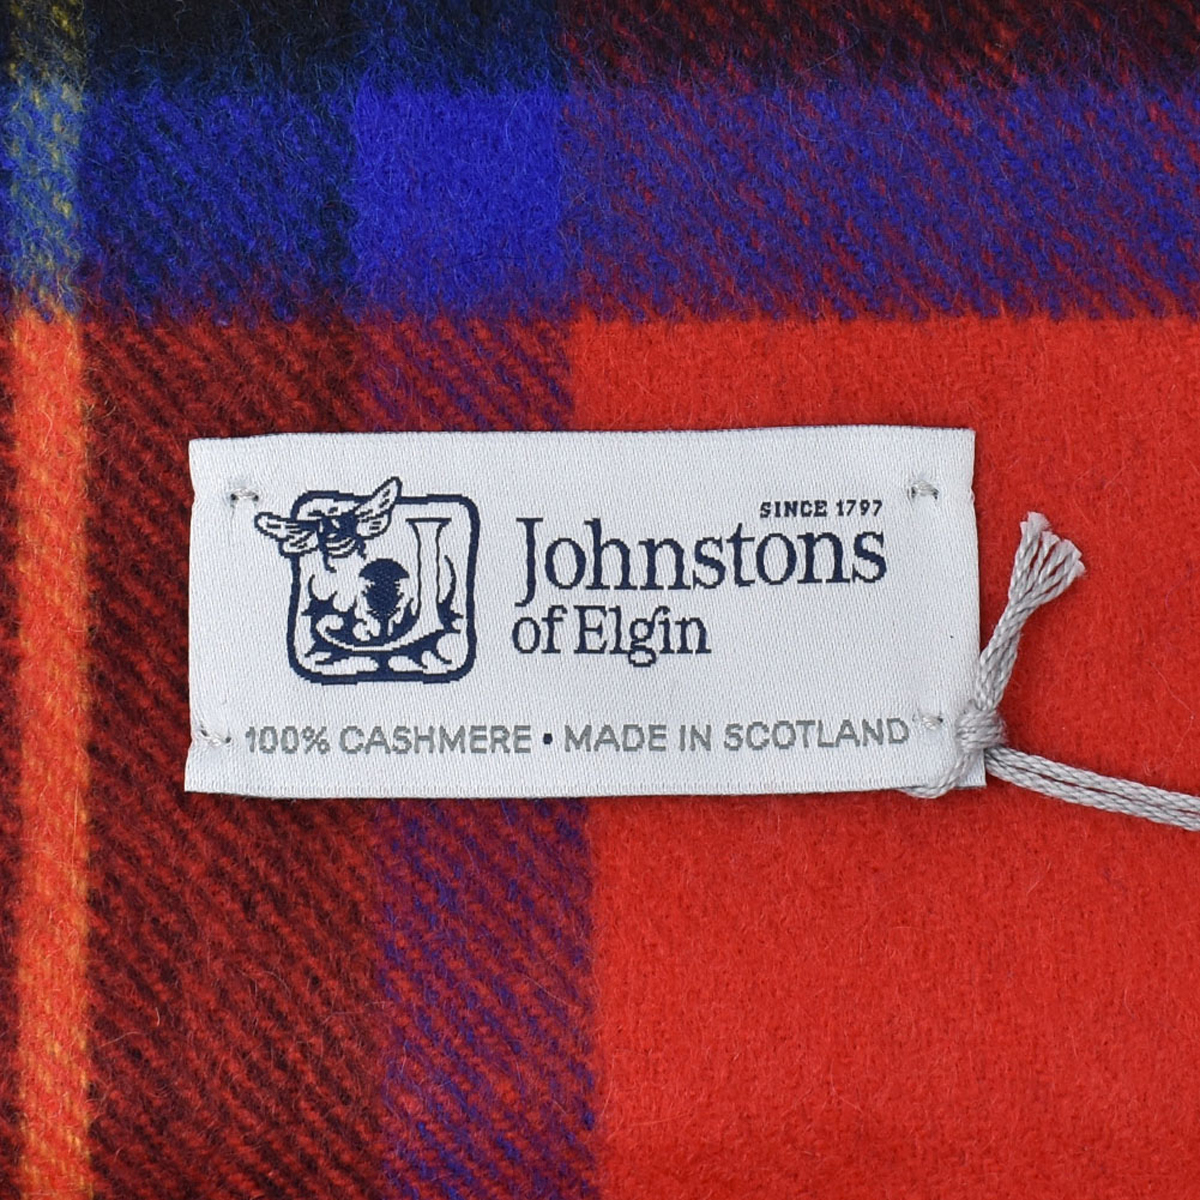 SINCE 1797
Johnstons
of Elgin
100% CASHMERE • MADE IN SCOTLAND